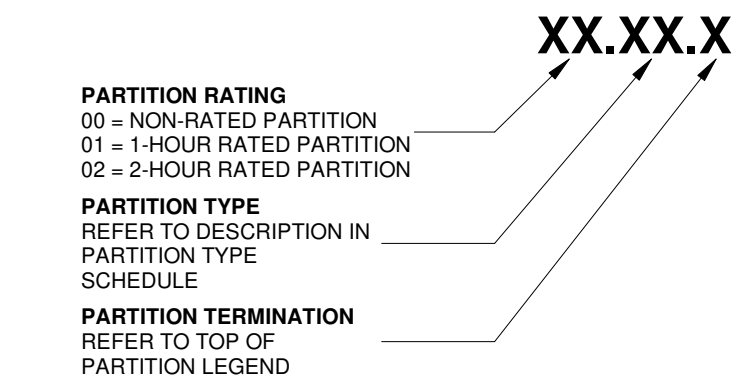 XX.XX.X
PARTITION RATING
00 = NON-RATED PARTITION
01 = 1-HOUR RATED PARTITION
02 = 2-HOUR RATED PARTITION
PARTITION TYPE
REFER TO DESCRIPTION IN
PARTITION TYPE
SCHEDULE
PARTITION TERMINATION
REFER TO TOP OF
PARTITION LEGEND